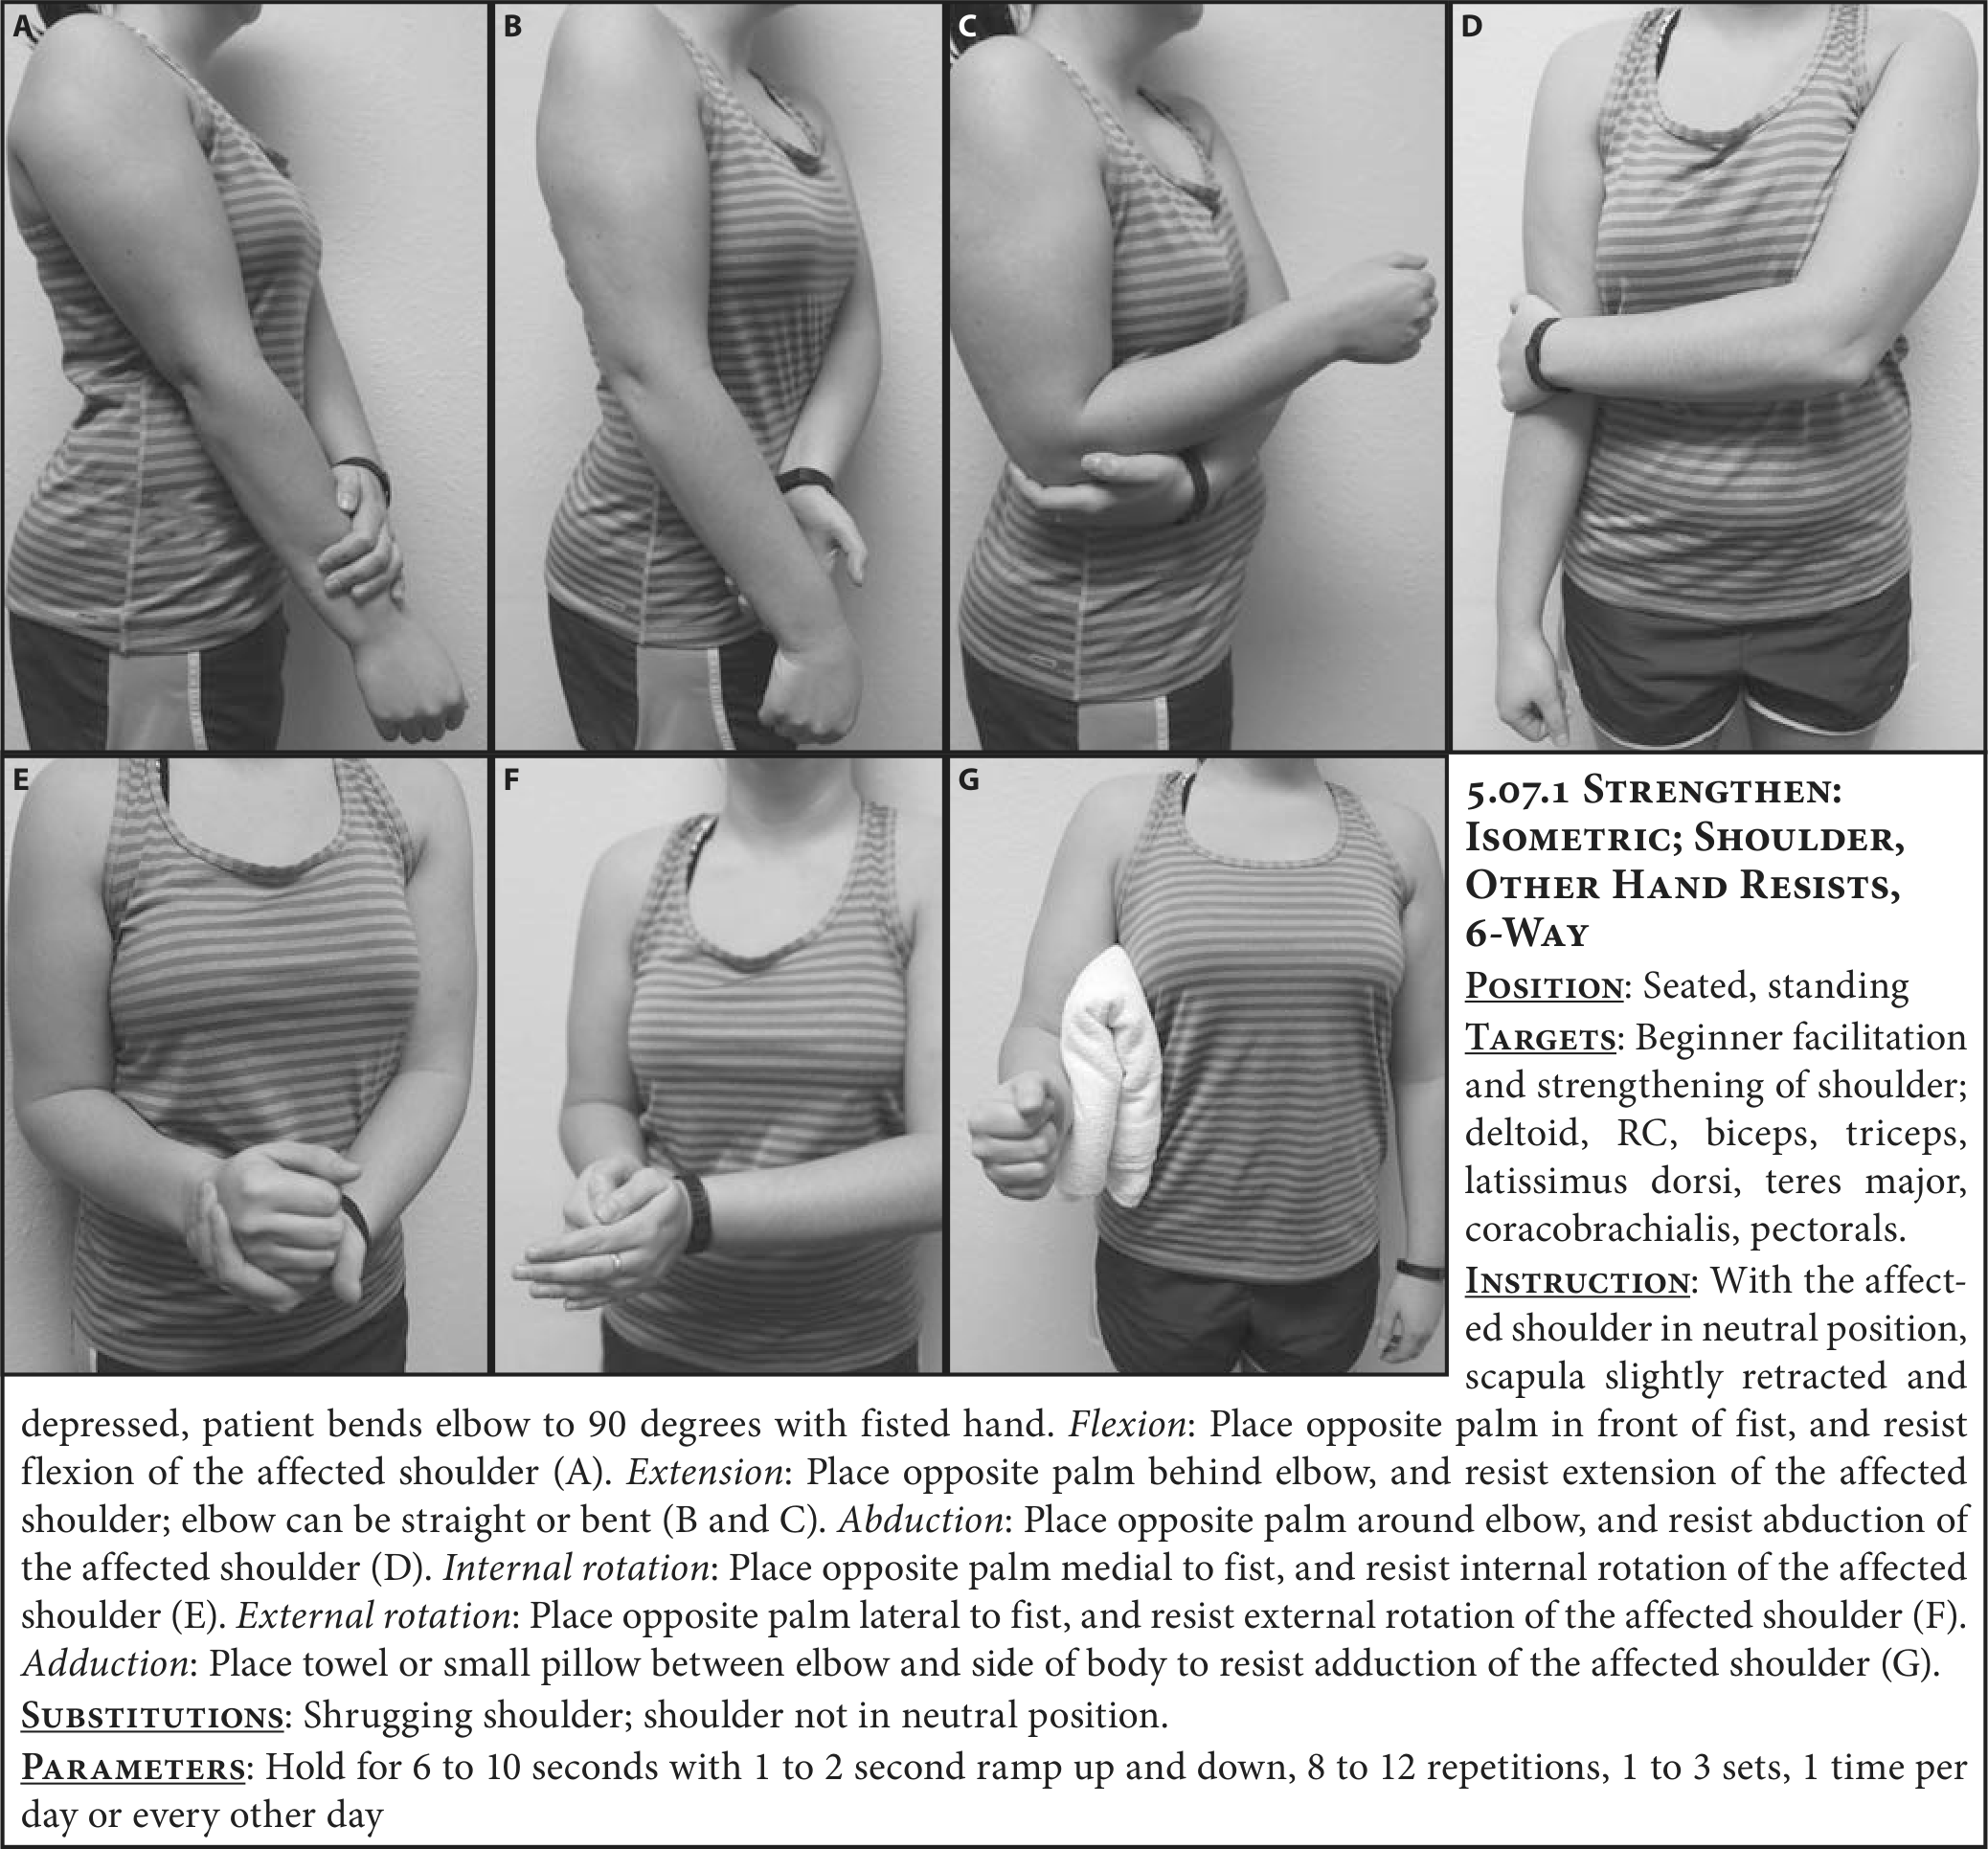 A
B
C
D
E
F
G
5.07.1 Strengthen:
Isometric; Shoulder,
Other Hand Resists,
6-Way
Position: Seated, standing
Targets: Beginner facilitation
and strengthening of shoulder;
deltoid, RC, biceps, triceps,
latissimus dorsi, teres major,
coracobrachialis, pectorals.
Instruction: With the affect-
ed shoulder in neutral position,
scapula slightly retracted and
depressed, patient bends elbow to 90 degrees with fisted hand. Flexion: Place opposite palm in front of fist, and resist
flexion of the affected shoulder (A). Extension: Place opposite palm behind elbow, and resist extension of the affected
shoulder; elbow can be straight or bent (B and C). Abduction: Place opposite palm around elbow, and resist abduction of
the affected shoulder (D). Internal rotation: Place opposite palm medial to fist, and resist internal rotation of the affected
shoulder (E). External rotation: Place opposite palm lateral to fist, and resist external rotation of the affected shoulder (F).
Adduction: Place towel or small pillow between elbow and side of body to resist adduction of the affected shoulder (G).
Substitutions: Shrugging shoulder; shoulder not in neutral position.
Parameters: Hold for 6 to 10 seconds with 1 to 2 second ramp up and down, 8 to 12 repetitions, 1 to 3 sets, 1 time per
day or every other day